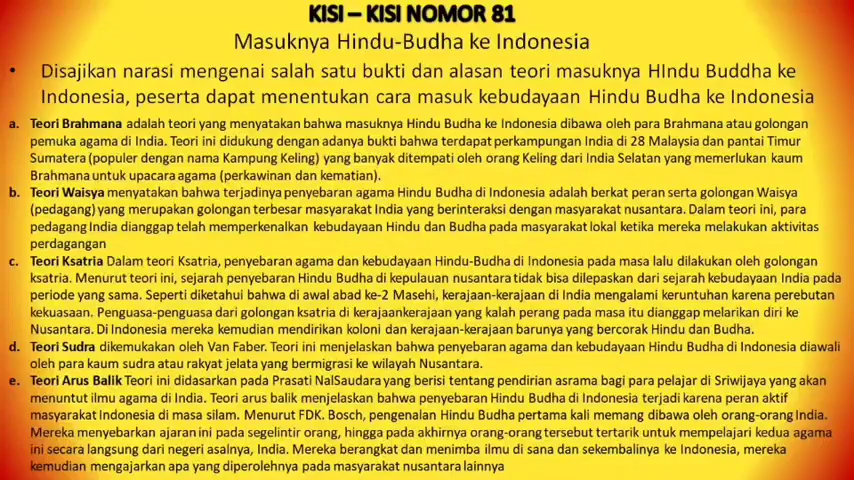 KISI – KISI NOMOR 81
Masuknya Hindu-Budha ke Indonesia
• Disajikan narasi mengenai salah satu bukti dan alasan teori masuknya HIndu Buddha ke
Indonesia, peserta dapat menentukan cara masuk kebudayaan Hindu Budha ke Indonesia
a. Teori Brahmana adalah teori yang menyatakan bahwa masuknya Hindu Budha ke Indonesia dibawa oleh para Brahmana atau golongan
pemuka agama di India. Teori ini didukung dengan adanya bukti bahwa terdapat perkampungan India di 28 Malaysia dan pantai Timur
Sumatera (populer dengan nama Kampung Keling) yang banyak ditempati oleh orang Keling dari India Selatan yang memerlukan kaum
Brahmana untuk upacara agama (perkawinan dan kematian).
b. Teori Waisya menyatakan bahwa terjadinya penyebaran agama Hindu Budha di Indonesia adalah berkat peran serta golongan Waisya
(pedagang) yang merupakan golongan terbesar masyarakat India yang berinteraksi dengan masyarakat nusantara. Dalam teori ini, para
pedagang India dianggap telah memperkenalkan kebudayaan Hindu dan Budha pada masyarakat lokal ketika mereka melakukan aktivitas
perdagangan
c. Teori Ksatria Dalam teori Ksatria, penyebaran agama dan kebudayaan Hindu-Budha di Indonesia pada masa lalu dilakukan oleh golongan
ksatria. Menurut teori ini, sejarah penyebaran Hindu Budha di kepulauan nusantara tidak bisa dilepaskan dari sejarah kebudayaan India pada
periode yang sama. Seperti diketahui bahwa di awal abad ke-2 Masehi, kerajaan-kerajaan di India mengalami keruntuhan karena perebutan
kekuasaan. Penguasa-penguasa dari golongan ksatria di kerajaankerajaan yang kalah perang pada masa itu dianggap melarikan diri ke
Nusantara. Di Indonesia mereka kemudian mendirikan koloni dan kerajaan-kerajaan barunya yang bercorak Hindu dan Budha.
d. Teori Sudra dikemukakan oleh Van Faber. Teori ini menjelaskan bahwa penyebaran agama dan kebudayaan Hindu Budha di Indonesia diawali
oleh para kaum sudra atau rakyat jelata yang bermigrasi ke wilayah Nusantara.
e. Teori Arus Balik Teori ini didasarkan pada Prasati NalSaudara yang berisi tentang pendirian asrama bagi para pelajar di Sriwijaya yang akan
menuntut ilmu agama di India. Teori arus balik menjelaskan bahwa penyebaran Hindu Budha di Indonesia terjadi karena peran aktif
masyarakat Indonesia di masa silam. Menurut FDK. Bosch, pengenalan Hindu Budha pertama kali memang dibawa oleh orang-orang India.
Mereka menyebarkan ajaran ini pada segelintir orang, hingga pada akhirnya orang-orang tersebut tertarik untuk mempelajari kedua agama
ini secara langsung dari negeri asalnya, India. Mereka berangkat dan menimba ilmu di sana dan sekembalinya ke Indonesia, mereka
kemudian mengajarkan apa yang diperolehnya pada masyarakat nusantara lainnya